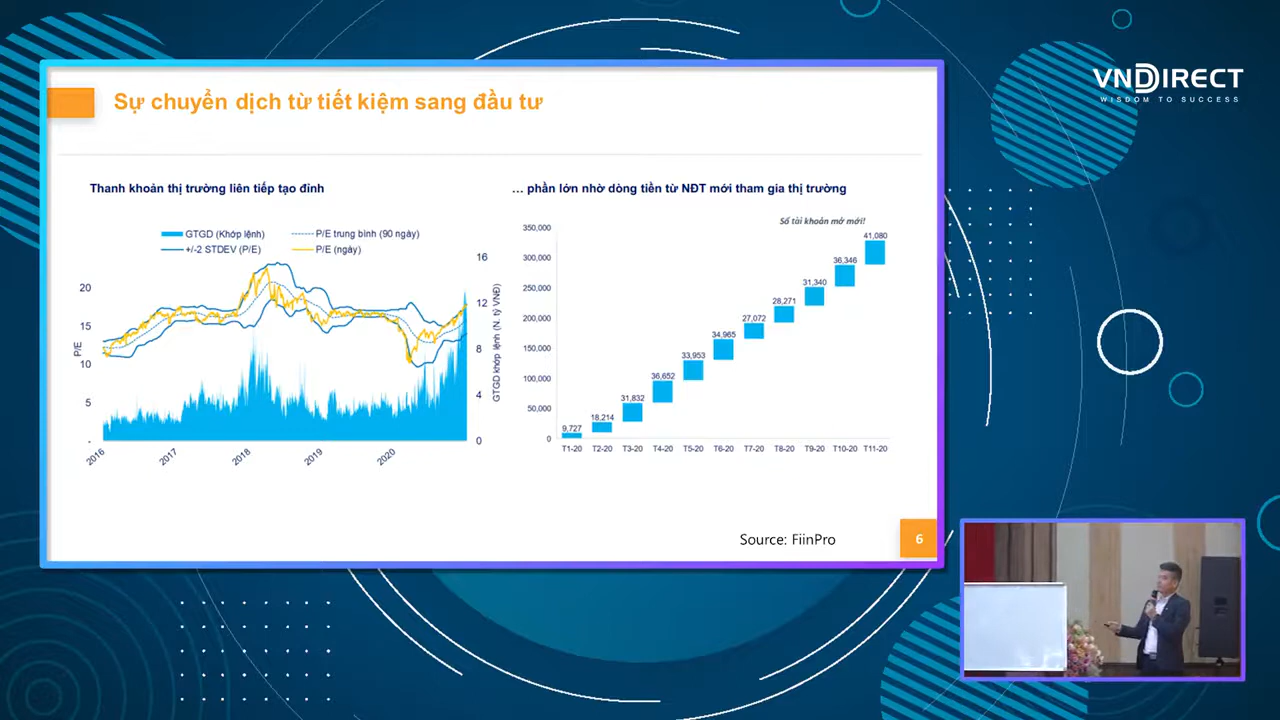 VNDIRECT
WISDOM TO SUCCESS
Sự chuyển dịch từ tiết kiệm sang đầu tư
Thanh khoản thị trường liên tiếp tạo đỉnh
GTGD (Khớp lệnh)
P/E trung bình (90 ngày)
+/-2 STDEV (P/E)
P/E (ngày)
P/E
20
15
10
5
-
16
12
8
4
0
GTGD khớp lệnh (N. tỷ VNĐ)
2016
2017
2018
2019
2020
... phần lớn nhờ dòng tiền từ NĐT mới tham gia thị trường
Số tài khoản mở mới!
350,000
300,000
250,000
200,000
150,000
100,000
50,000
0
9,727
18,214
31,832
36,652
33,953
34,965
27,072
28,271
31,340
36,346
41,080
T1-20
T2-20
T3-20
T4-20
T5-20
T6-20
T7-20
T8-20
T9-20
T10-20
T11-20
Source: FiinPro
6